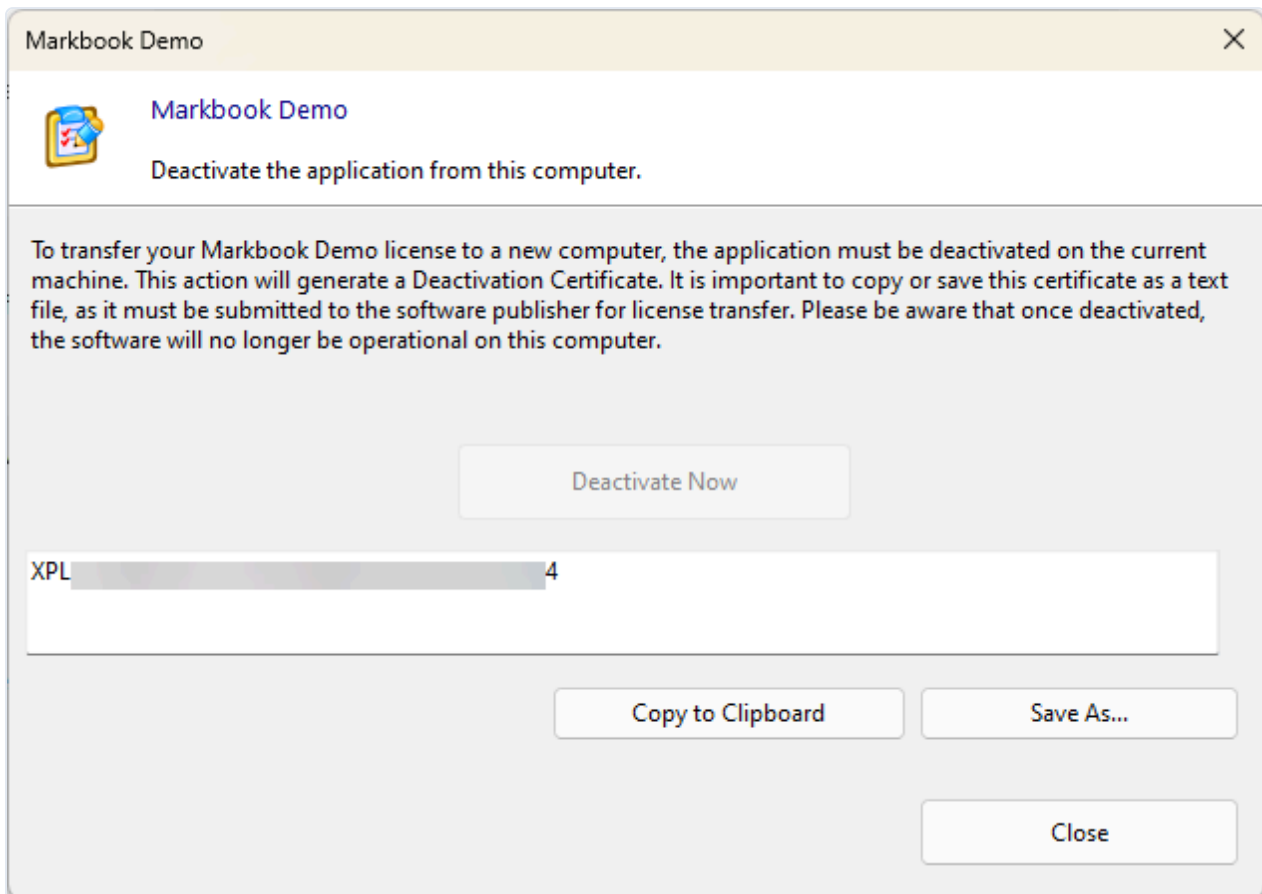 Markbook Demo
Markbook Demo
Deactivate the application from this computer.
To transfer your Markbook Demo license to a new computer, the application must be deactivated on the current
machine. This action will generate a Deactivation Certificate. It is important to copy or save this certificate as a text
file, as it must be submitted to the software publisher for license transfer. Please be aware that once deactivated,
the software will no longer be operational on this computer.
Deactivate Now
XPL 4
Copy to Clipboard
Save As...
Close